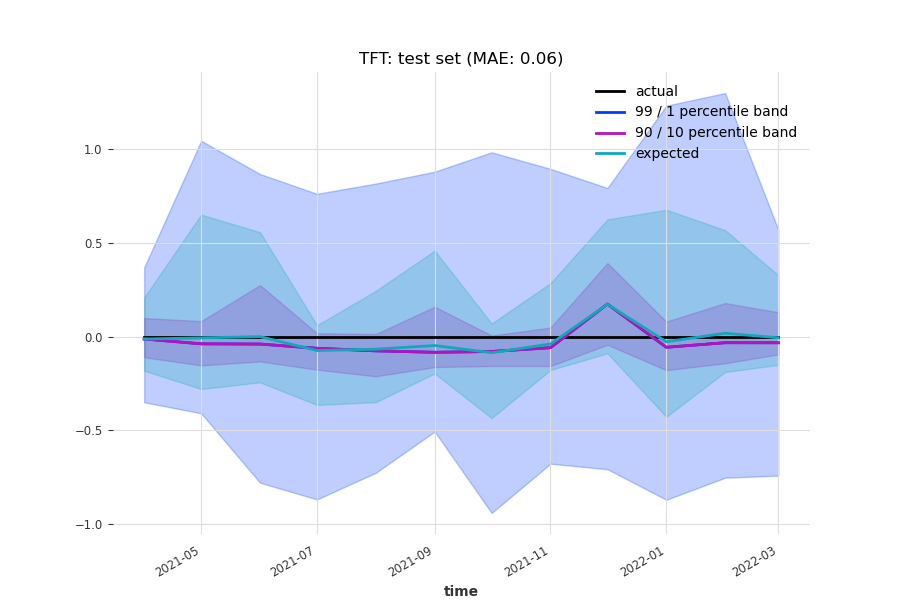 TFT: test set (MAE: 0.06)
actual
99 / 1 percentile band
90 / 10 percentile band
expected
1.0
0.5
0.0
−0.5
−1.0
2021-05
2021-07
2021-09
2021-11
2022-01
2022-03
time